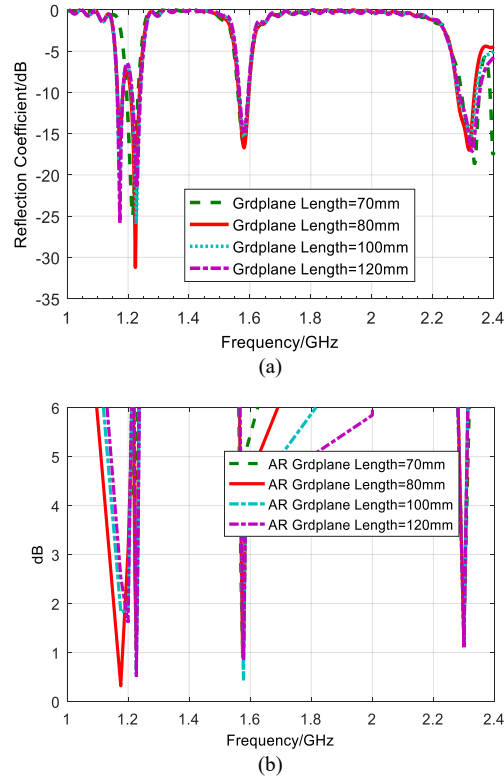 0
-5
-10
-15
-20
-25
-30
-35
Reflection Coefficient/dB
Grdplane Length=70mm
Grdplane Length=80mm
Grdplane Length=100mm
Grdplane Length=120mm
1 1.2 1.4 1.6 1.8 2 2.2 2.4
Frequency/GHz
(a)
6
5
4
3
2
1
0
dB
AR Grdplane Length=70mm
AR Grdplane Length=80mm
AR Grdplane Length=100mm
AR Grdplane Length=120mm
1 1.2 1.4 1.6 1.8 2 2.2 2.4
Frequency/GHz
(b)